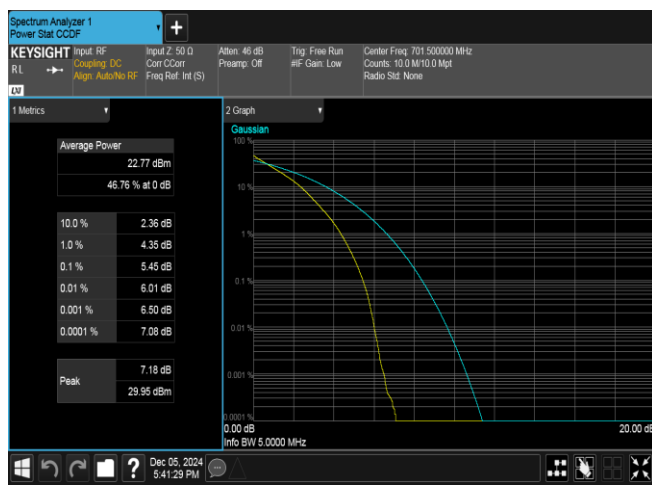 Spectrum Analyzer 1
Power Stat CCDF
KEYSIGHT
RL
LXI
Input: RF
Coupling: DC
Align: Auto/No RF
Input Z: 50 Ω
Corr CCorr
Freq Ref: Int (S)
Atten: 46 dB
Preamp: Off
Trig: Free Run
#IF Gain: Low
Center Freq: 701.500000 MHz
Counts: 10.0 M/10.0 Mpt
Radio Std: None
1 Metrics
Average Power
22.77 dBm
46.76 % at 0 dB
10.0 % 2.36 dB
1.0 % 4.35 dB
0.1 % 5.45 dB
0.01 % 6.01 dB
0.001 % 6.50 dB
0.0001 % 7.08 dB
Peak
7.18 dB
29.95 dBm
2 Graph
Gaussian
100 %
10 %
1 %
0.1 %
0.01 %
0.001 %
0.0001 %
0.00 dB
20.00 dB
Info BW 5.0000 MHz
?
Dec 05, 2024
5:41:29 PM